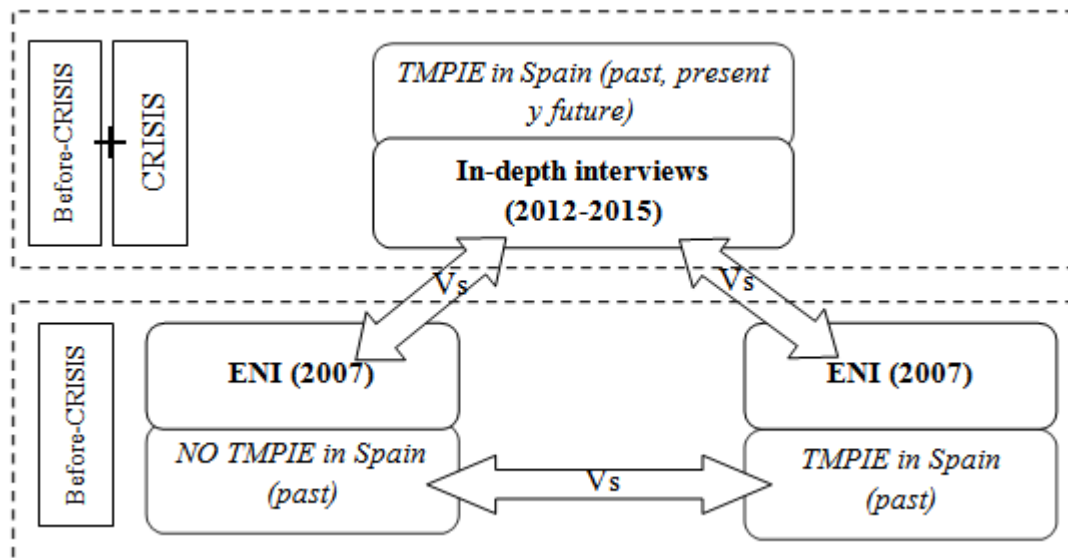 Before-CRISIS
+
CRISIS
TMPIE in Spain (past, present
y future)
In-depth interviews
(2012-2015)
Vs
Vs
Before-CRISIS
ENI (2007)
NO TMPIE in Spain
(past)
Vs
ENI (2007)
TMPIE in Spain
(past)